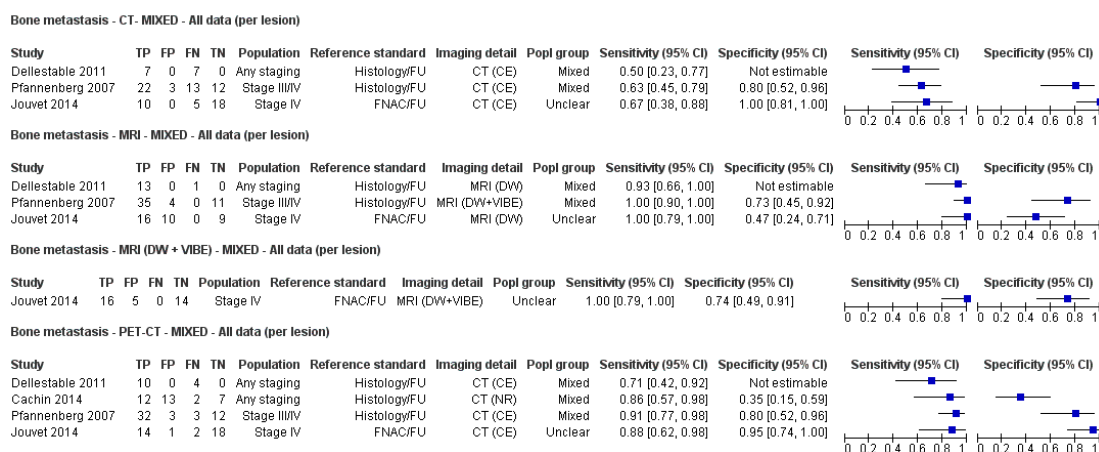 Bone metastasis - CT- MIXED - All data (per lesion)
Study TP FP FN TN Population Reference standard Imaging detail Popl group Sensitivity (95% CI) Specificity (95% CI) Sensitivity (95% CI) Specificity (95% CI)
Dellestable 2011 7 0 7 0 Any staging Histology/FU CT (CE) Mixed 0.50 [0.23, 0.77] Not estimable
Pfannenberg 2007 22 3 13 12 Stage III/IV Histology/FU CT (CE) Mixed 0.63 [0.45, 0.79] 0.80 [0.52, 0.96]
Jouvet 2014 10 0 5 18 Stage IV FNAC/FU CT (CE) Unclear 0.67 [0.38, 0.88] 1.00 [0.81, 1.00]
0 0.2 0.4 0.6 0.8 1 0 0.2 0.4 0.6 0.8 1
Bone metastasis - MRI - MIXED - All data (per lesion)
Study TP FP FN TN Population Reference standard Imaging detail Popl group Sensitivity (95% CI) Specificity (95% CI) Sensitivity (95% CI) Specificity (95% CI)
Dellestable 2011 13 0 1 0 Any staging Histology/FU MRI (DW) Mixed 0.93 [0.66, 1.00] Not estimable
Pfannenberg 2007 35 4 0 11 Stage III/IV Histology/FU MRI (DW+VIBE) Mixed 1.00 [0.90, 1.00] 0.73 [0.45, 0.92]
Jouvet 2014 16 10 0 9 Stage IV FNAC/FU MRI (DW) Unclear 1.00 [0.79, 1.00] 0.47 [0.24, 0.71]
0 0.2 0.4 0.6 0.8 1 0 0.2 0.4 0.6 0.8 1
Bone metastasis - MRI (DW + VIBE) - MIXED - All data (per lesion)
Study TP FP FN TN Population Reference standard Imaging detail Popl group Sensitivity (95% CI) Specificity (95% CI) Sensitivity (95% CI) Specificity (95% CI)
Jouvet 2014 16 5 0 14 Stage IV FNAC/FU MRI (DW+VIBE) Unclear 1.00 [0.79, 1.00] 0.74 [0.49, 0.91]
0 0.2 0.4 0.6 0.8 1 0 0.2 0.4 0.6 0.8 1
Bone metastasis - PET-CT - MIXED - All data (per lesion)
Study TP FP FN TN Population Reference standard Imaging detail Popl group Sensitivity (95% CI) Specificity (95% CI) Sensitivity (95% CI) Specificity (95% CI)
Dellestable 2011 10 0 4 0 Any staging Histology/FU CT (CE) Mixed 0.71 [0.42, 0.92] Not estimable
Cachin 2014 12 13 2 7 Any staging Histology/FU CT (NR) Mixed 0.86 [0.57, 0.98] 0.35 [0.15, 0.59]
Pfannenberg 2007 32 3 3 12 Stage III/IV Histology/FU CT (CE) Mixed 0.91 [0.77, 0.98] 0.80 [0.52, 0.96]
Jouvet 2014 14 1 2 18 Stage IV FNAC/FU CT (CE) Unclear 0.88 [0.62, 0.98] 0.95 [0.74, 1.00]
0 0.2 0.4 0.6 0.8 1 0 0.2 0.4 0.6 0.8 1